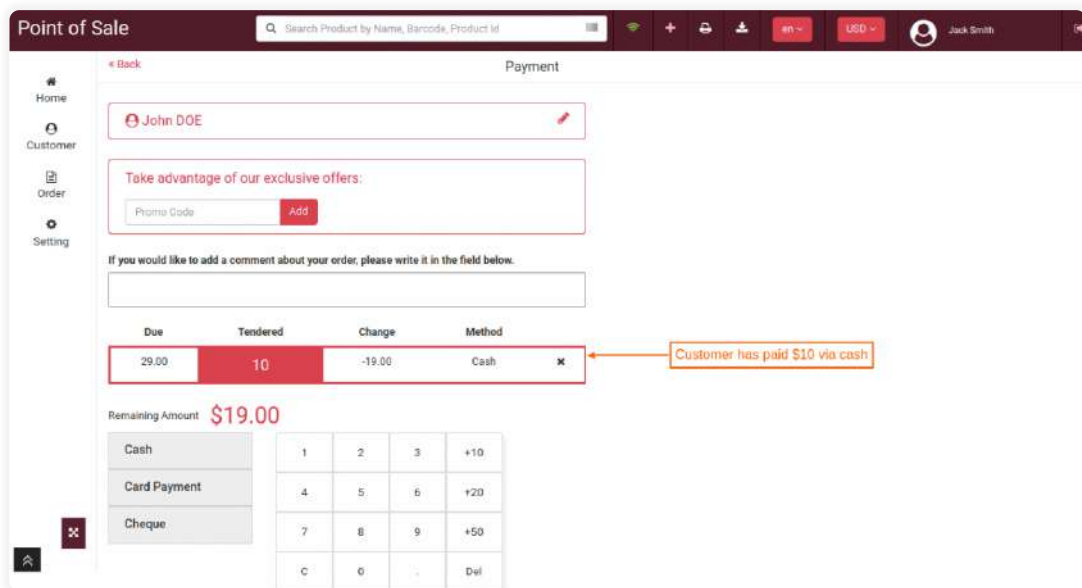 Point of Sale
Search Product by Name, Barcode, Product Id
en
USD
Jack Smith
Home
Customer
Order
Setting
« Back
Payment
John DOE
Take advantage of our exclusive offers:
Promo Code
Add
If you would like to add a comment about your order, please write it in the field below.
Due Tendered Change Method
29.00 10 -19.00 Cash
Customer has paid $10 via cash
Remaining Amount $19.00
Cash
Card Payment
Cheque
1 2 3 +10
4 5 6 +20
7 8 9 +50
C 0 . Del